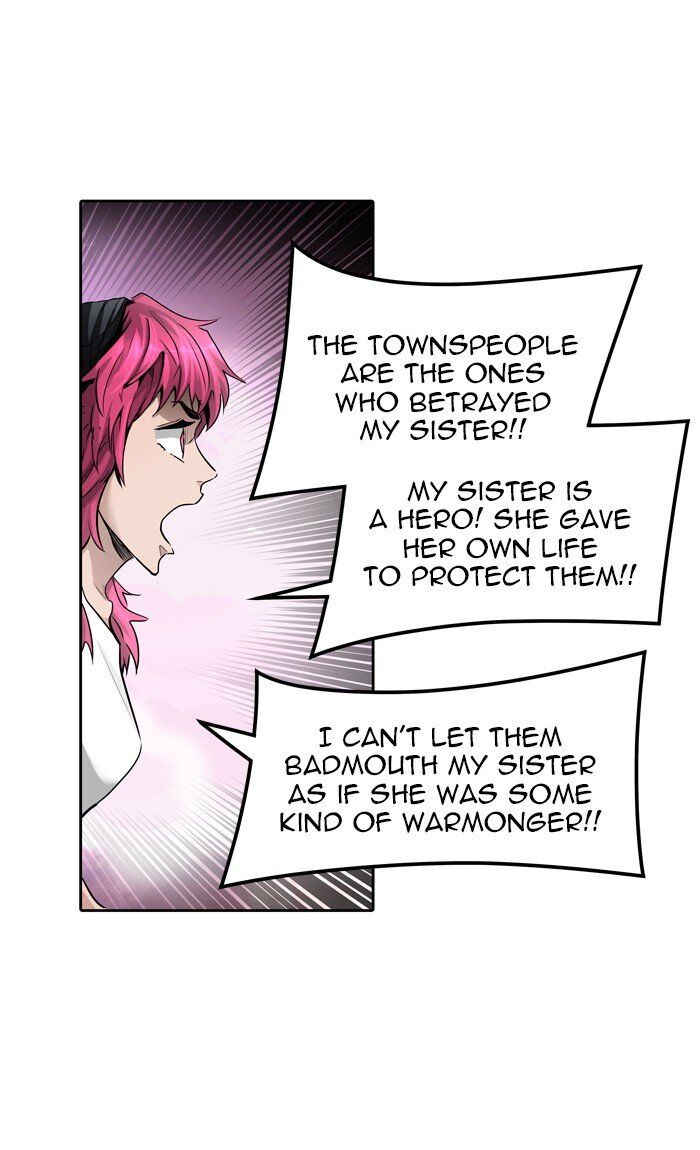 THE TOWNSPEOPLE
ARE THE ONES
WHO BETRAYED
MY SISTER!!
MY SISTER IS
A HERO! SHE GAVE
HER OWN LIFE
TO PROTECT THEM!!
I CAN'T LET THEM
BADMOUTH MY SISTER
AS IF SHE WAS SOME
KIND OF WARMONGER!!